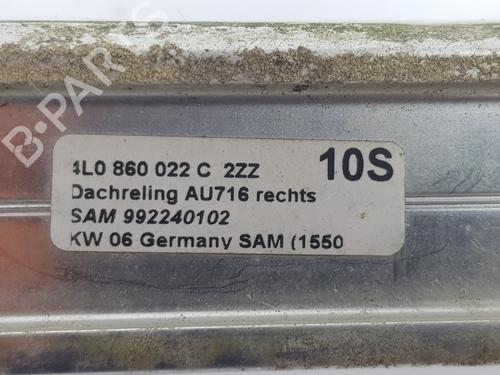 B-Parts
4L0 860 022 C 2ZZ 10S
Dachreling AU716 rechts
SAM 992240102
KW 06 Germany SAM (1550